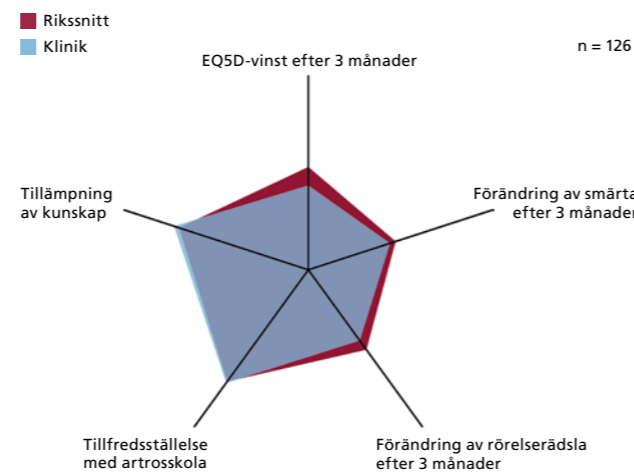 Rikssnitt
Klinik
n = 126
EQ5D-vinst efter 3 månader
Tillämpning
av kunskap
Förändring av smärta
efter 3 månader
Tillfredsställelse
med artrosskola
Förändring av rörelserädsla
efter 3 månader